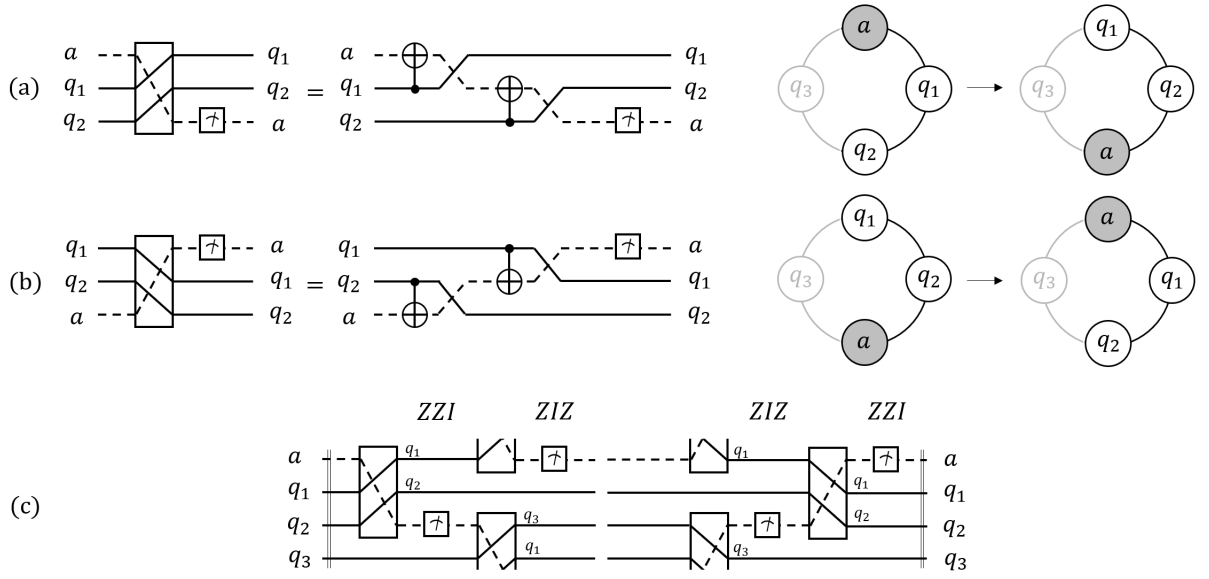 a q₁ a q₁ a q₁
(a) q₁ q₂ = q₁ q₂ q₃ q₁ q₃ q₂
q₂ a q₂ a q₂ a
q₁ a q₁ a q₁ a
(b) q₂ q₁ = q₂ q₁ q₃ q₂ q₃ q₁
a q₂ a q₂ a q₂
ZZI ZIZ ZIZ ZZI
a q₁ q₁ a
(c) q₁ q₂ q₁ q₁
q₂ q₃ q₂ q₂
q₃ q₁ q₃ q₃